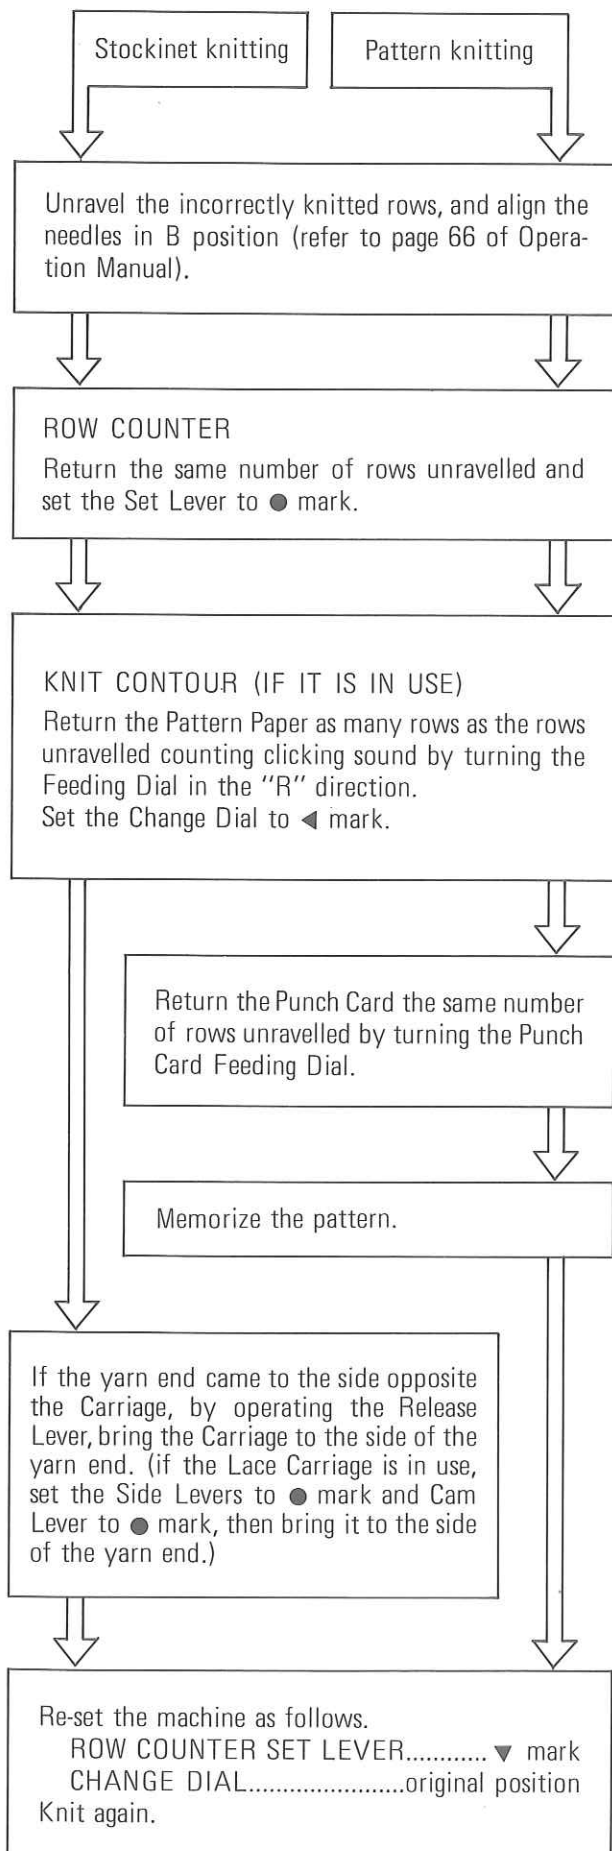 Stockinet knitting
Pattern knitting
Unravel the incorrectly knitted rows, and align the
needles in B position (refer to page 66 of Opera-
tion Manual).
ROW COUNTER
Return the same number of rows unravelled and
set the Set Lever to ● mark.
KNIT CONTOUR (IF IT IS IN USE)
Return the Pattern Paper as many rows as the rows
unravelled counting clicking sound by turning the
Feeding Dial in the "R" direction.
Set the Change Dial to ◀ mark.
Return the Punch Card the same number
of rows unravelled by turning the Punch
Card Feeding Dial.
Memorize the pattern.
If the yarn end came to the side opposite
the Carriage, by operating the Release
Lever, bring the Carriage to the side of the
yarn end. (if the Lace Carriage is in use,
set the Side Levers to ● mark and Cam
Lever to ● mark, then bring it to the side
of the yarn end.)
Re-set the machine as follows.
ROW COUNTER SET LEVER............ ▼ mark
CHANGE DIAL.......................original position
Knit again.